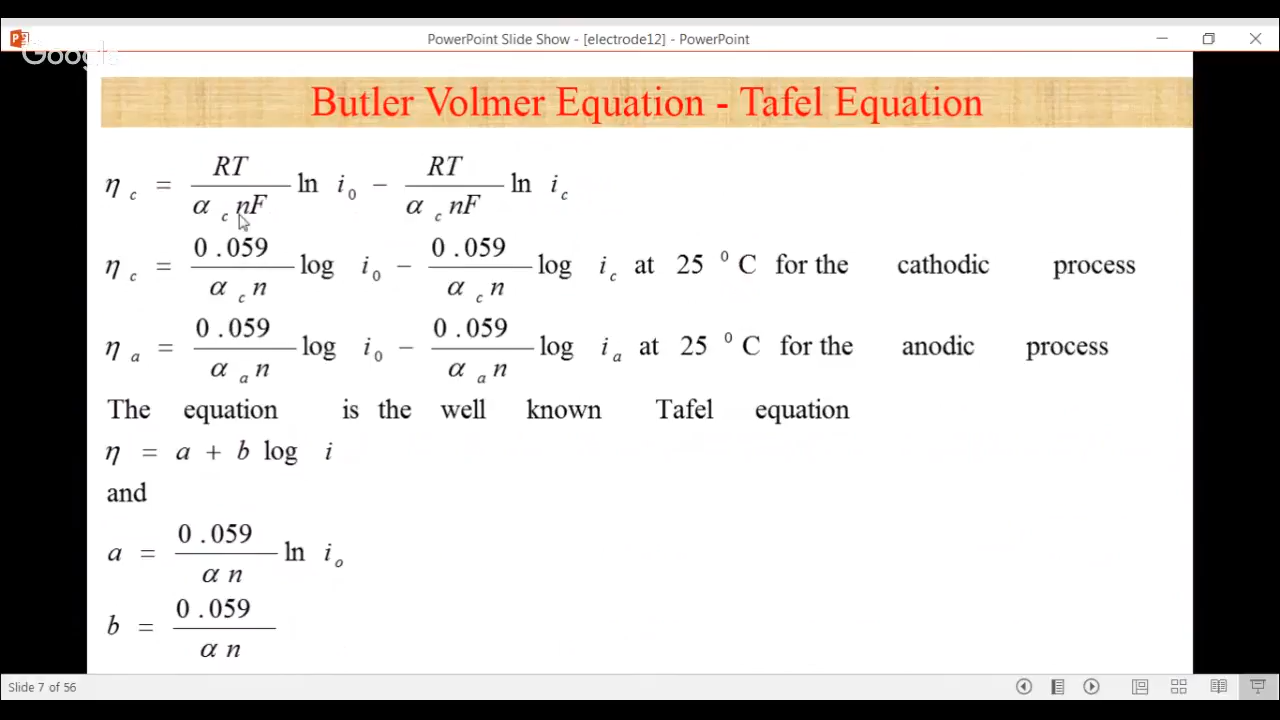 PowerPoint Slide Show - [electrode12] - PowerPoint
Google
Butler Volmer Equation - Tafel Equation
η c = RT / α c nF ln i 0 − RT / α c nF ln i c
η c = 0.059 / α c n log i 0 − 0.059 / α c n log i c at 25 ⁰ C for the cathodic process
η a = 0.059 / α a n log i 0 − 0.059 / α a n log i a at 25 ⁰ C for the anodic process
The equation is the well known Tafel equation
η = a + b log i
and
a = 0.059 / α n ln i o
b = 0.059 / α n
Slide 7 of 56